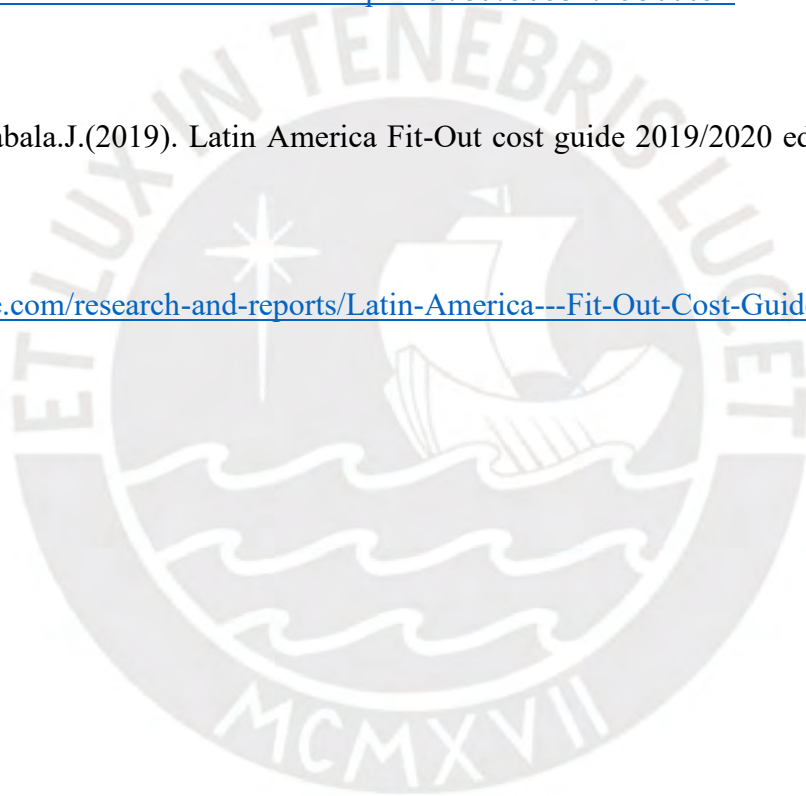 ET LUX IN TENEBRIS LUCET
abala.J.(2019). Latin America Fit-Out cost guide 2019/2020 ed
e.com/research-and-reports/Latin-America---Fit-Out-Cost-Guid
MCMXVII